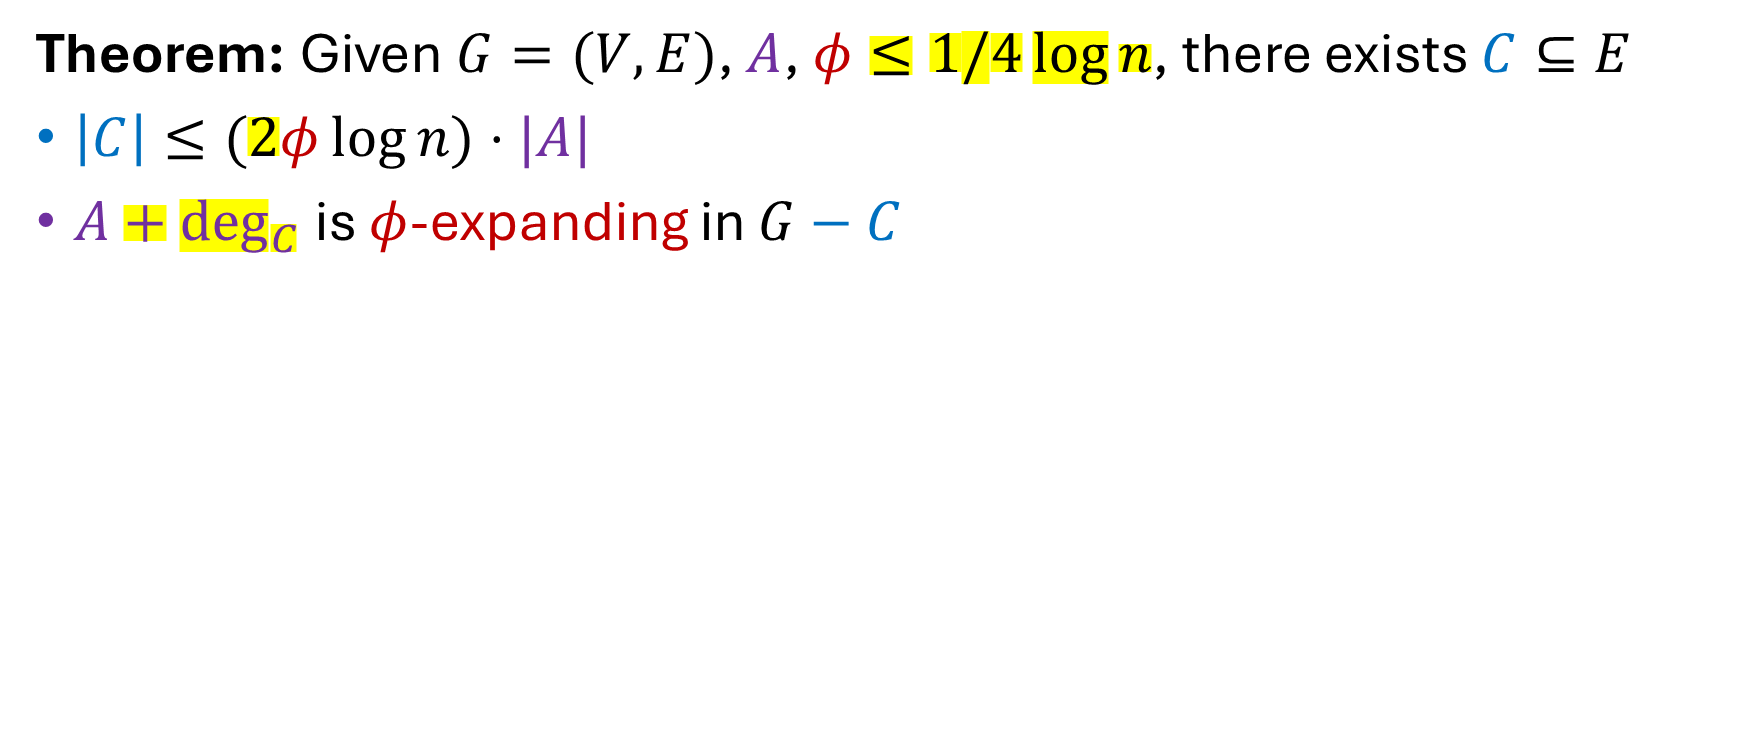 Theorem: Given G = (V, E), A, ϕ ≤ 1/4 log n, there exists C ⊆ E
• |C| ≤ (2ϕ log n) · |A|
• A + deg_C is ϕ-expanding in G − C